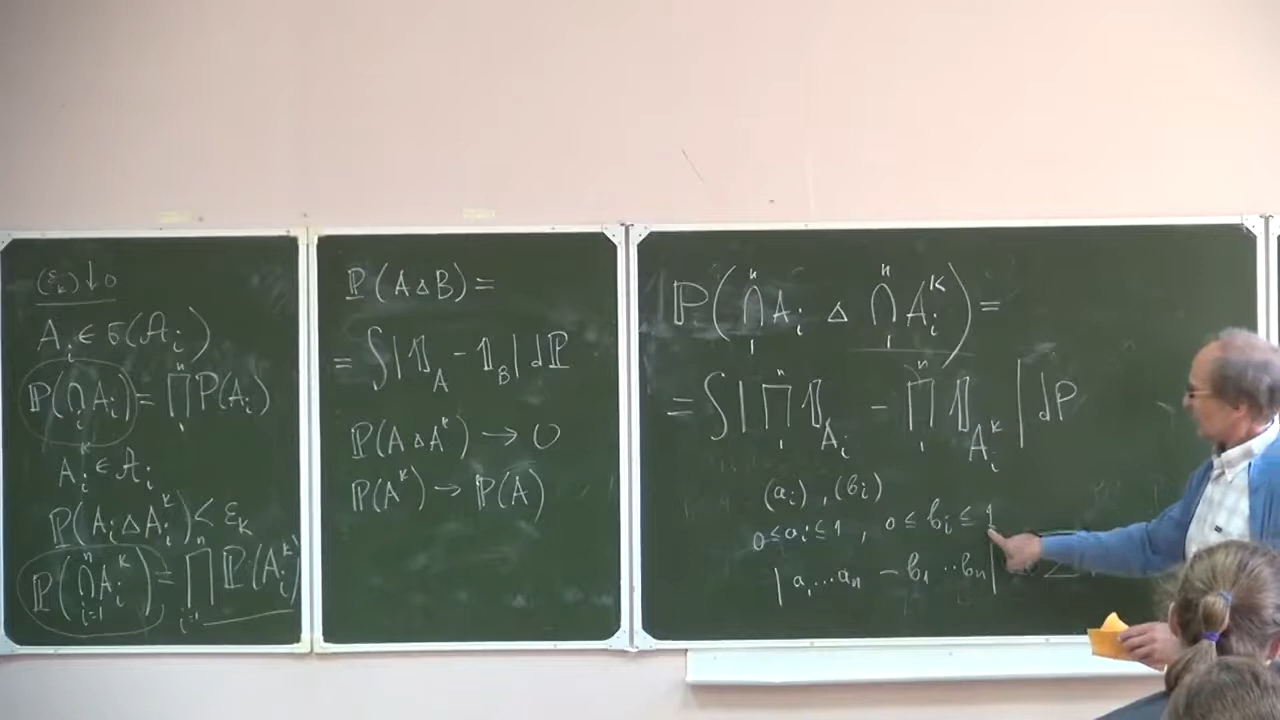 (ε_k) ↓ 0
A_i ∈ б(𝒜_i)
P(⋂_i A_i) = ∏_1^n P(A_i)
A_i^k ∈ 𝒜_i
P(A_i △ A_i^k) < ε_k
P(⋂_{i=1}^n A_i^k) = ∏_{i=1}^n P(A_i^k)
P(A △ B) =
= ∫ | 𝟙_A - 𝟙_B | dP
P(A △ A^k) → 0
P(A^k) → P(A)
P(⋂_1^n A_i △ ⋂_1^n A_i^k) =
= ∫ | ∏_1^n 𝟙_{A_i} - ∏_1^n 𝟙_{A_i^k} | dP
(a_i), (b_i)
0 ≤ a_i ≤ 1, 0 ≤ b_i ≤ 1
| a_1 ... a_n - b_1 ... b_n | ≤ Σ